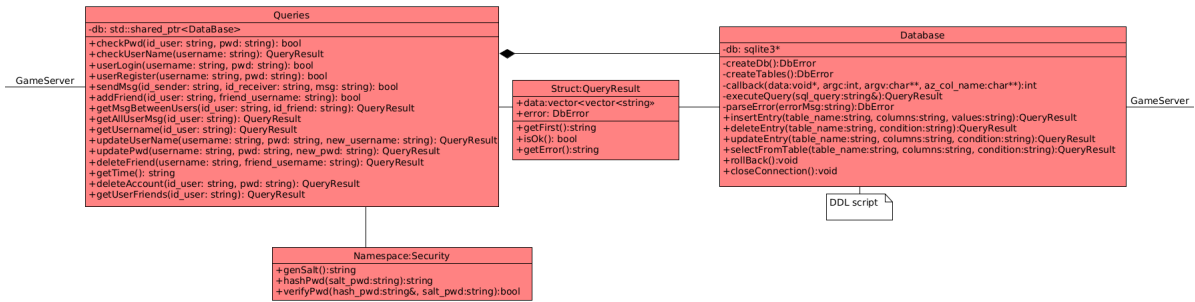 GameServer
Queries
-db: std::shared_ptr<DataBase>
+checkPwd(id_user: string, pwd: string): bool
+checkUserName(username: string): QueryResult
+userLogin(username: string, pwd: string): bool
+userRegister(username: string, pwd: string): bool
+sendMsg(id_sender: string, id_receiver: string, msg: string): bool
+addFriend(id_user: string, friend_username: string): bool
+getMsgBetweenUsers(id_user: string, id_friend: string): QueryResult
+getAllUserMsg(id_user: string): QueryResult
+getUsername(id_user: string): QueryResult
+updateUserName(username: string, pwd: string, new_username: string): QueryResult
+updatePwd(username: string, pwd: string, new_pwd: string): QueryResult
+deleteFriend(username: string, friend_username: string): QueryResult
+getTime(): string
+deleteAccount(id_user: string, pwd: string): QueryResult
+getUserFriends(id_user: string): QueryResult
Struct:QueryResult
+data:vector<vector<string»
+error: DbError
+getFirst():string
+isOk(): bool
+getError():string
Database
-db: sqlite3*
-createDb():DbError
-createTables():DbError
-callback(data:void*, argc:int, argv:char**, az_col_name:char**):int
-executeQuery(sql_query:string&):QueryResult
-parseError(errorMsg:string):DbError
+insertEntry(table_name:string, columns:string, values:string):QueryResult
+deleteEntry(table_name:string, condition:string):QueryResult
+updateEntry(table_name:string, columns:string, condition:string):QueryResult
+selectFromTable(table_name:string, columns:string, condition:string):QueryResult
+rollBack():void
+closeConnection():void
GameServer
DDL script
Namespace:Security
+genSalt():string
+hashPwd(salt_pwd:string):string
+verifyPwd(hash_pwd:string&, salt_pwd:string):bool